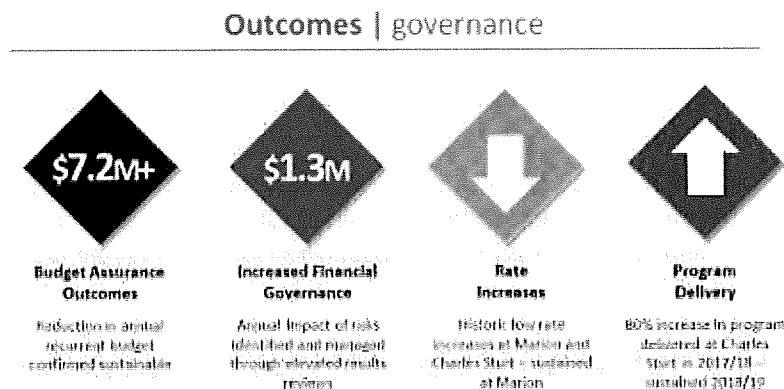 Outcomes | governance
$7.2M+
$1.3M
Budget Assurance
Outcomes
Increased Financial
Governance
Rate
Increases
Program
Delivery
Reduction in annual
recurrent budget
confirmed sustainable
Annual impact of risks
identified and managed
through elevated results
reviews
Historic low rate
increases at Marion and
Charles Sturt – sustained
at Marion
80% increase in program
delivered at Charles
Sturt in 2017/18 –
sustained 2018/19